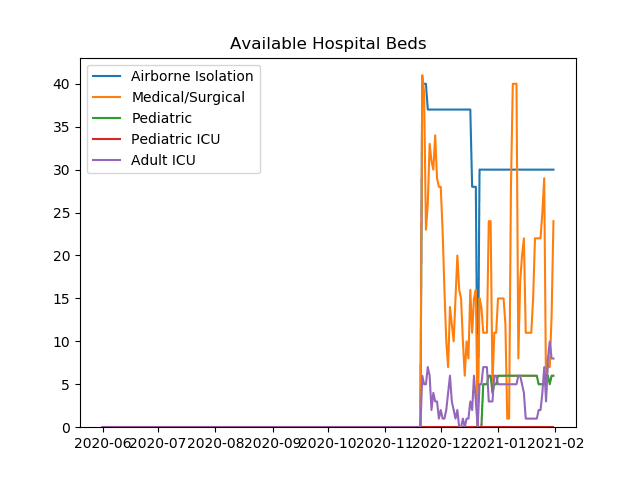 Available Hospital Beds
Airborne Isolation
Medical/Surgical
Pediatric
Pediatric ICU
Adult ICU
40
35
30
25
20
15
10
5
0
2020-06 2020-07 2020-08 2020-09 2020-10 2020-11 2020-12 2021-01 2021-02